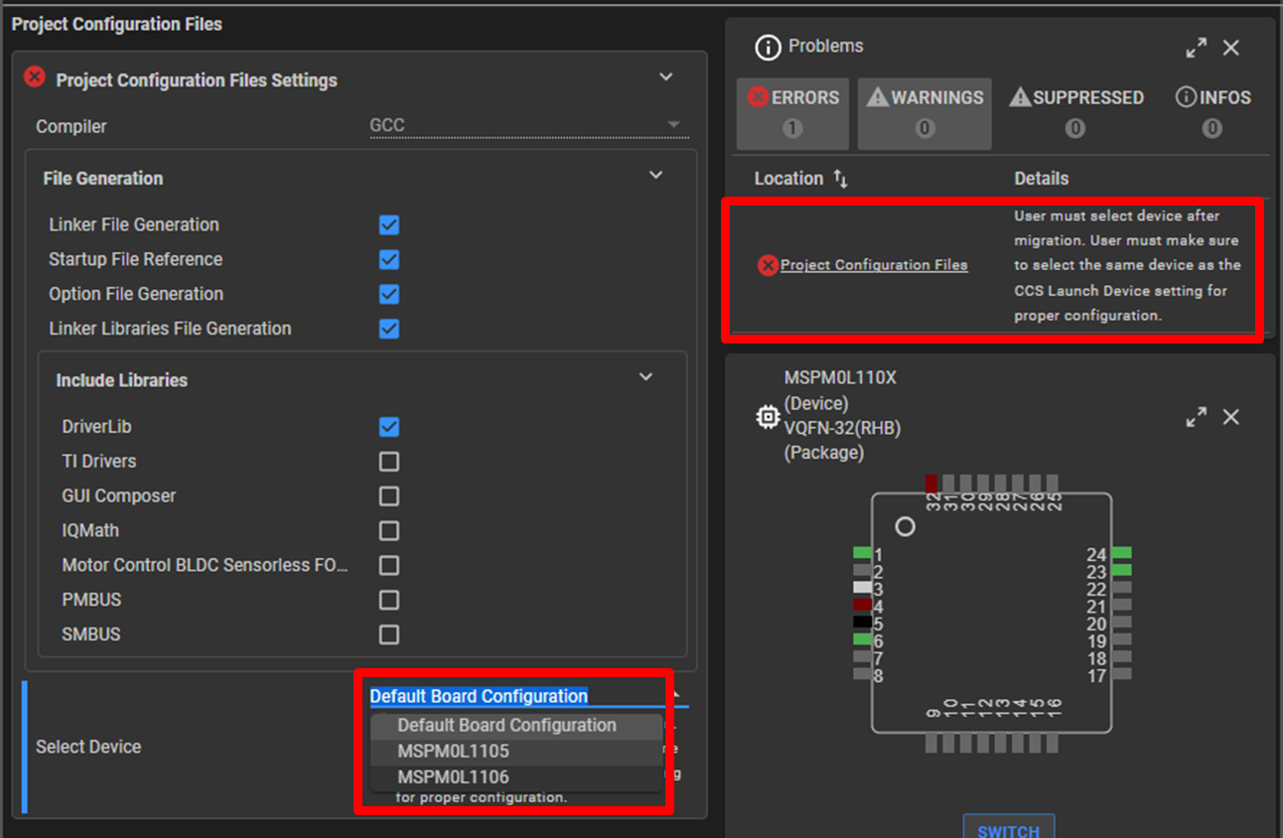 Project Configuration Files
Project Configuration Files Settings
Compiler
GCC
File Generation
Linker File Generation
Startup File Reference
Option File Generation
Linker Libraries File Generation
Include Libraries
DriverLib
TI Drivers
GUI Composer
IQMath
Motor Control BLDC Sensorless FO...
PMBUS
SMBUS
Select Device
Default Board Configuration
Default Board Configuration
MSPM0L1105
MSPM0L1106
for proper configuration.
Problems
ERRORS
1
WARNINGS
0
SUPPRESSED
0
INFOS
0
Location
Details
Project Configuration Files
User must select device after
migration. User must make sure
to select the same device as the
CCS Launch Device setting for
proper configuration.
MSPM0L110X
(Device)
VQFN-32(RHB)
(Package)
32 31 30 29 28 27 26 25
1
2
3
4
5
6
7
8
24
23
22
21
20
19
18
17
9 10 11 12 13 14 15 16
SWITCH